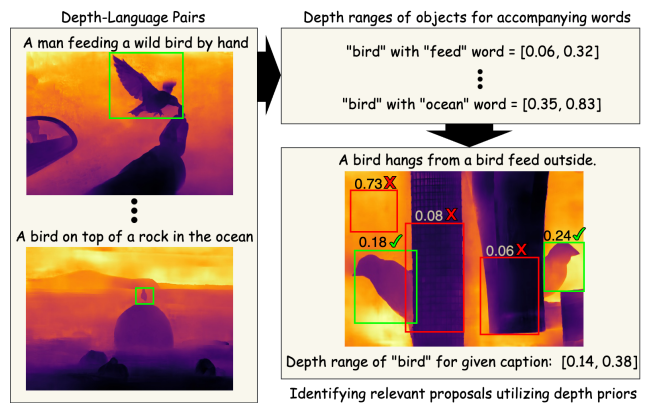 Depth-Language Pairs
A man feeding a wild bird by hand
A bird on top of a rock in the ocean
Depth ranges of objects for accompanying words
"bird" with "feed" word = [0.06, 0.32]
"bird" with "ocean" word = [0.35, 0.83]
A bird hangs from a bird feed outside.
0.73 X
0.08 X
0.24 ✓
0.18 ✓
0.06 X
Depth range of "bird" for given caption: [0.14, 0.38]
Identifying relevant proposals utilizing depth priors